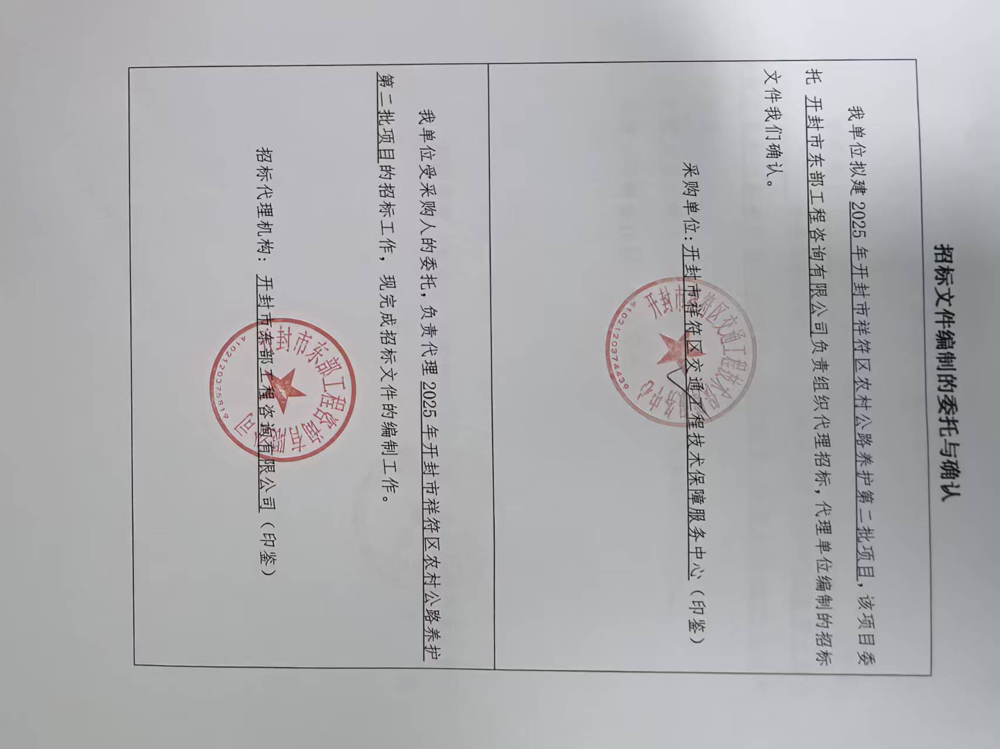 招标文件编制的委托与确认
我单位拟建 2025 年开封市祥符区农村公路养护第二批项目，该项目委
托 开封市东部工程咨询有限公司负责组织代理招标，代理单位编制的招标
文件我们确认。
采购单位：开封市祥符区交通工程技术保障服务中心（印鉴）
开封市祥符区交通工程技术保障服务中心
4102120374439
我单位受采购人的委托，负责代理 2025 年开封市祥符区农村公路养护
第二批项目的招标工作，现完成招标文件的编制工作。
招标代理机构：开封市东部工程咨询有限公司（印鉴）
开封市东部工程咨询有限公司
4102120375819